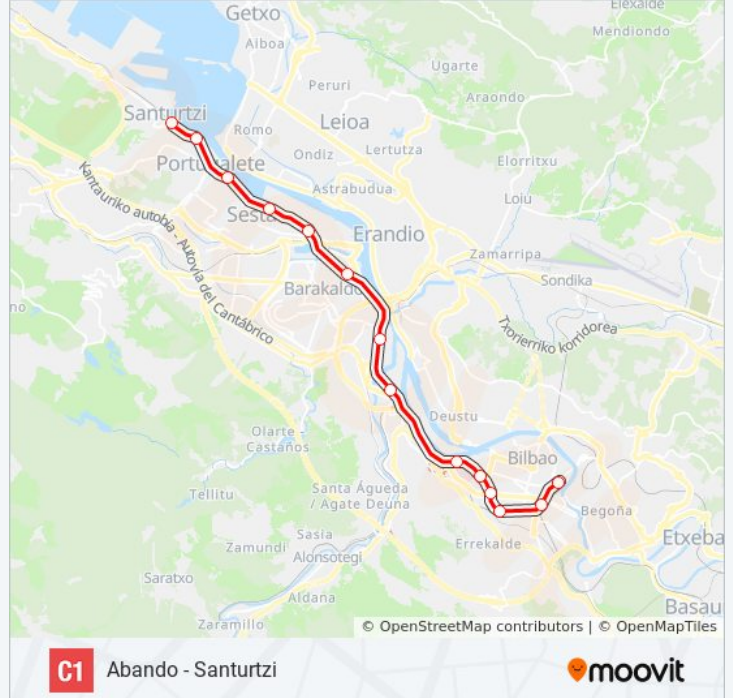 Elexalde
Getxo
Mendiondo
Aiboa
Ugarte
Peruri
Araondo
Santurtzi
Leioa
Romo
Lertutza
Ondiz
Portugalete
Elorritxu
Astrabudua
Loiu
Kantauriko autobia - Autovía del Cantábrico
Sestao
Erandio
Zamarripa
Sondika
Barakaldo
no
Txorierriko korridorea
Deustu
Olarte -
Castaños
Bilbao
Santa Águeda
/ Agate Deuna
Tellitu
Begoña
Sasia
Errekalde
Etxeba
Zamundi
Alonsotegi
Saratxo
Aldana
Basau
Zaramillo
© OpenStreetMap contributors | © OpenMapTiles
C1 Abando - Santurtzi
moovit